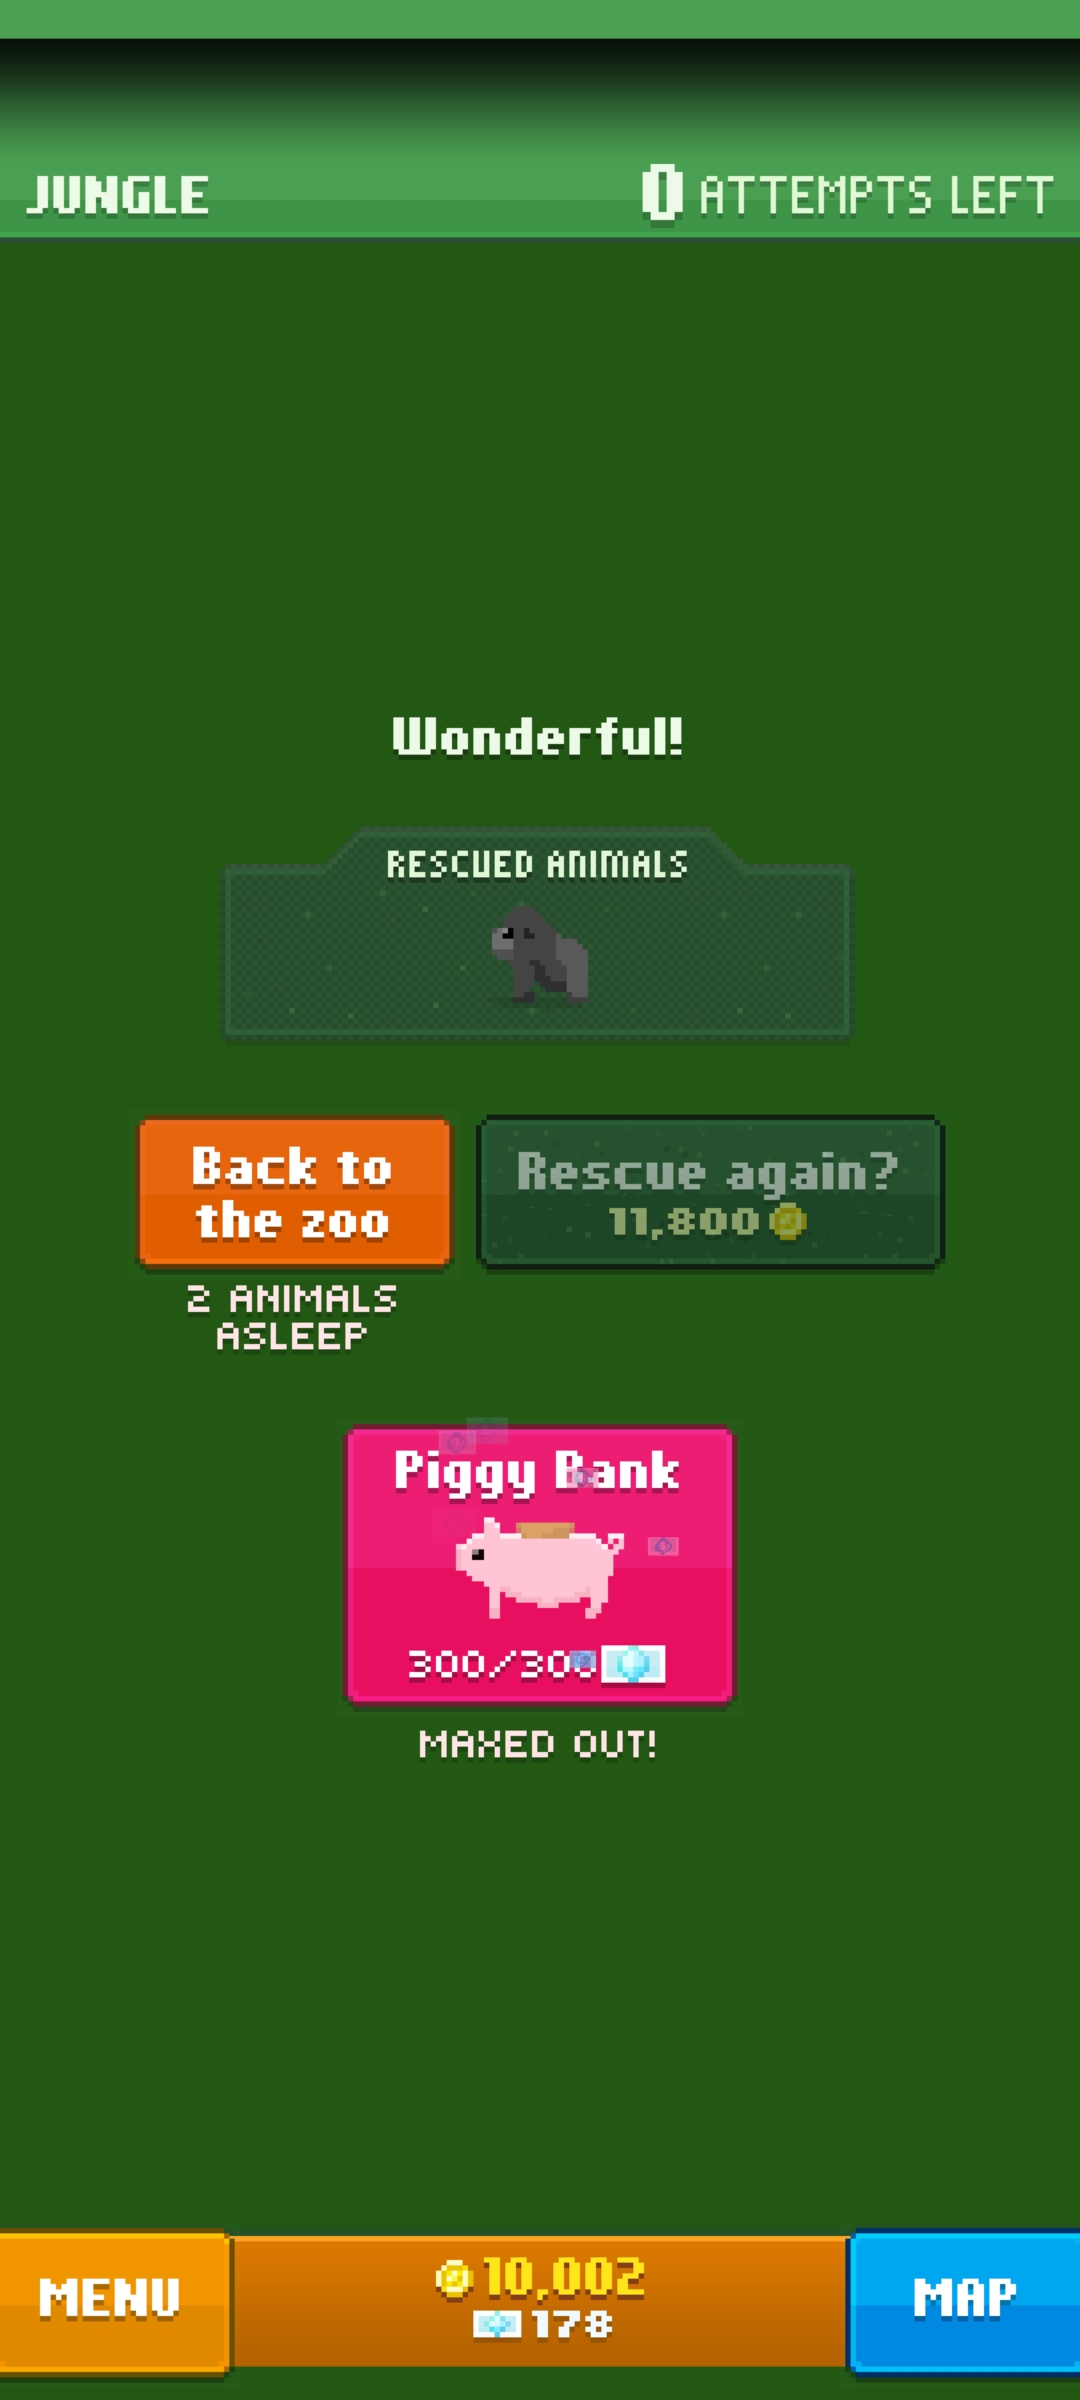 JUNGLE
0 ATTEMPTS LEFT
Wonderful!
RESCUED ANIMALS
Back to
the zoo
Rescue again?
11,800
2 ANIMALS
ASLEEP
Piggy Bank
300/300
MAXED OUT!
MENU
10,002
178
MAP